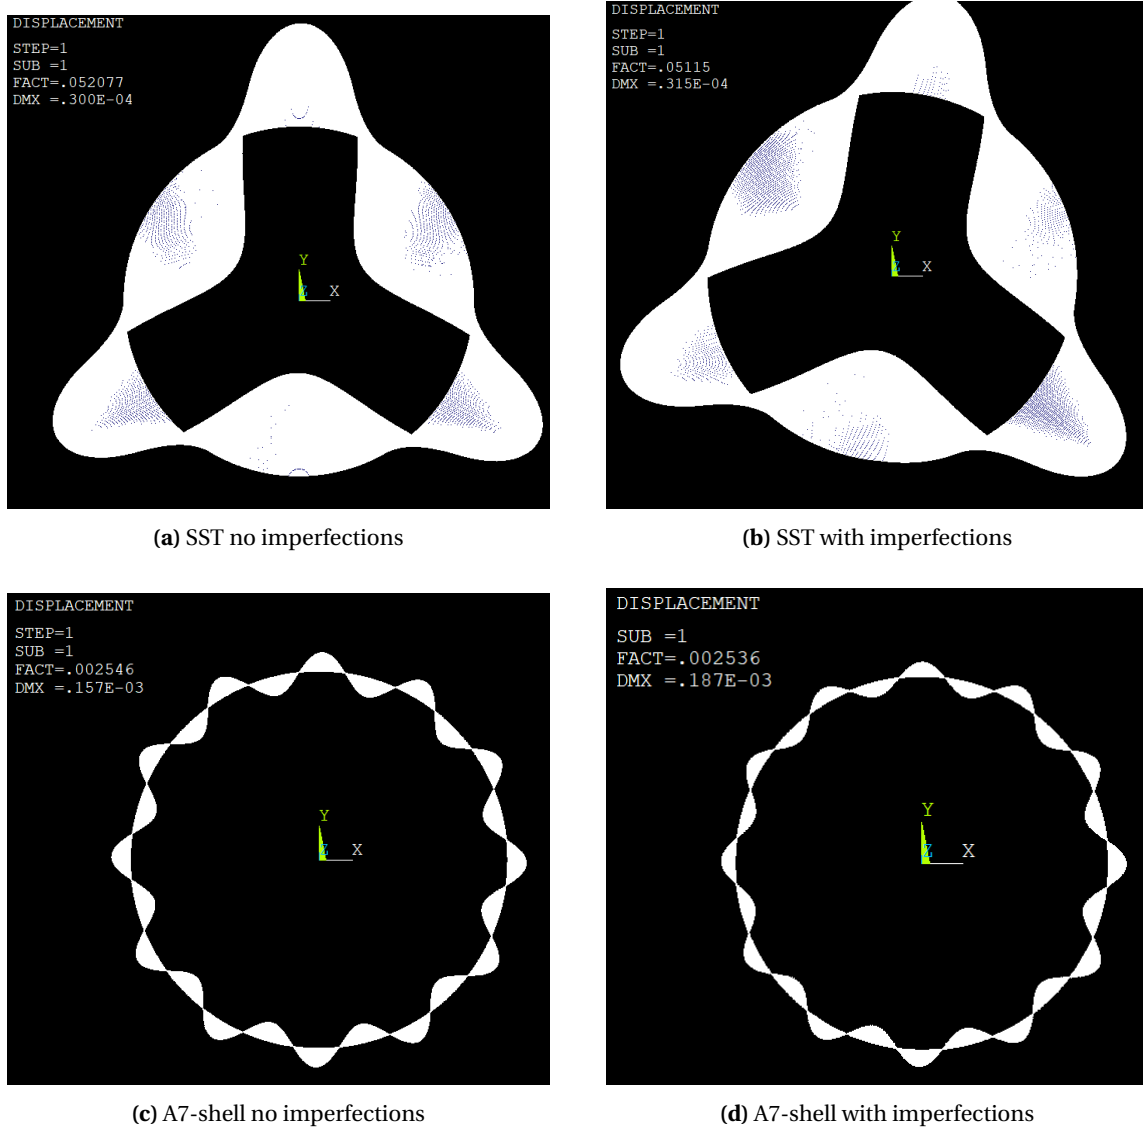 DISPLACEMENT
STEP=1
SUB =1
FACT=.052077
DMX =.300E-04
Y
Z
X
(a) SST no imperfections
DISPLACEMENT
STEP=1
SUB =1
FACT=.05115
DMX =.315E-04
Y
Z
X
(b) SST with imperfections
DISPLACEMENT
STEP=1
SUB =1
FACT=.002546
DMX =.157E-03
Y
Z
X
(c) A7-shell no imperfections
DISPLACEMENT
SUB =1
FACT=.002536
DMX =.187E-03
Y
Z
X
(d) A7-shell with imperfections